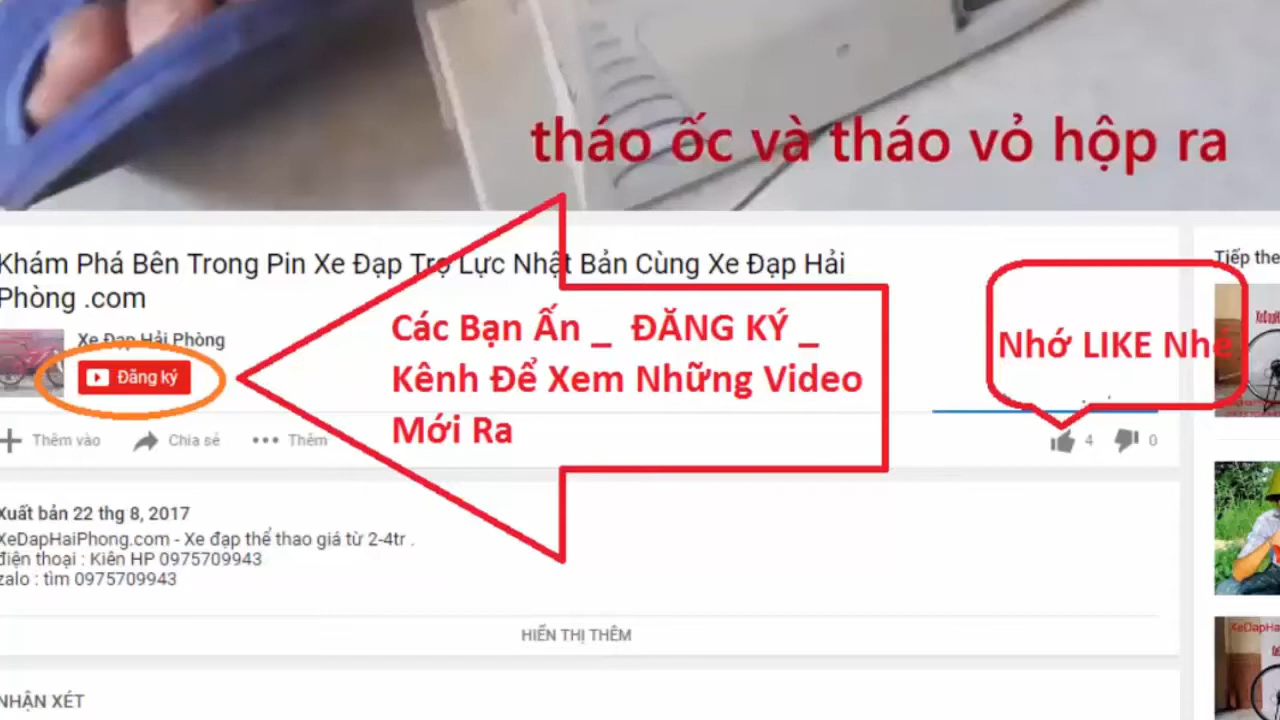 tháo ốc và tháo vỏ hộp ra
Khám Phá Bên Trong Pin Xe Đạp Trợ Lực Nhật Bản Cùng Xe Đạp Hải
Phòng .com
Xe Đạp Hải Phòng
Đăng ký
Các Bạn Ấn _ ĐĂNG KÝ _
Kênh Để Xem Những Video
Mới Ra
Nhớ LIKE Nhé
Tiếp the
Thêm vào
Chia sẻ
Thêm
4
0
Xuất bản 22 thg 8, 2017
XeDapHaiPhong.com - Xe đạp thể thao giá từ 2-4tr .
điện thoại : Kiên HP 0975709943
zalo : tìm 0975709943
HIỂN THỊ THÊM
XeDapHa
NHẬN XÉT